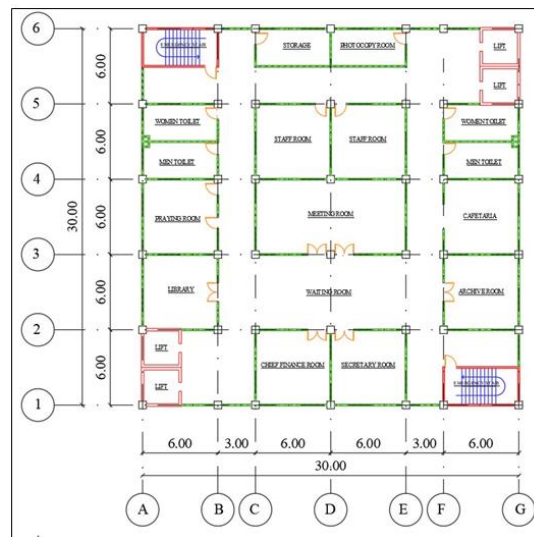 6
EMERGENCY STAIR
STORAGE
PHOTOCOPY ROOM
LIFT
LIFT
6.00
5
WOMEN TOILET
STAFF ROOM
STAFF ROOM
WOMEN TOILET
MEN TOILET
MEN TOILET
6.00
4
30.00
PRAYING ROOM
MEETING ROOM
CAFETARIA
6.00
3
LIBRARY
WAITING ROOM
ARCHIVE ROOM
6.00
2
LIFT
CHIEF FINANCE ROOM
SECRETARY ROOM
LIFT
EMERGENCY STAIR
6.00
1
6.00 3.00 6.00 6.00 3.00 6.00
30.00
A B C D E F G